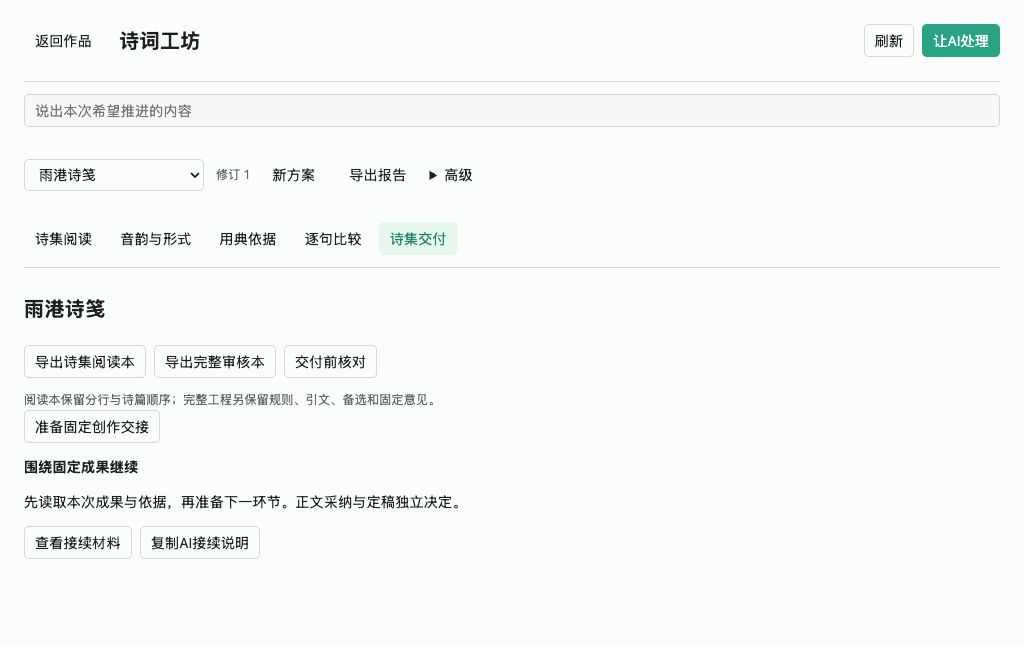 返回作品 诗词工坊 刷新 让AI处理
说出本次希望推进的内容
雨港诗笺 修订 1 新方案 导出报告 ▶ 高级
诗集阅读 音韵与形式 用典依据 逐句比较 诗集交付
雨港诗笺
导出诗集阅读本 导出完整审核本 交付前核对
阅读本保留分行与诗篇顺序；完整工程另保留规则、引文、备选和固定意见。
准备固定创作交接
围绕固定成果继续
先读取本次成果与依据，再准备下一环节。正文采纳与定稿独立决定。
查看接续材料 复制AI接续说明